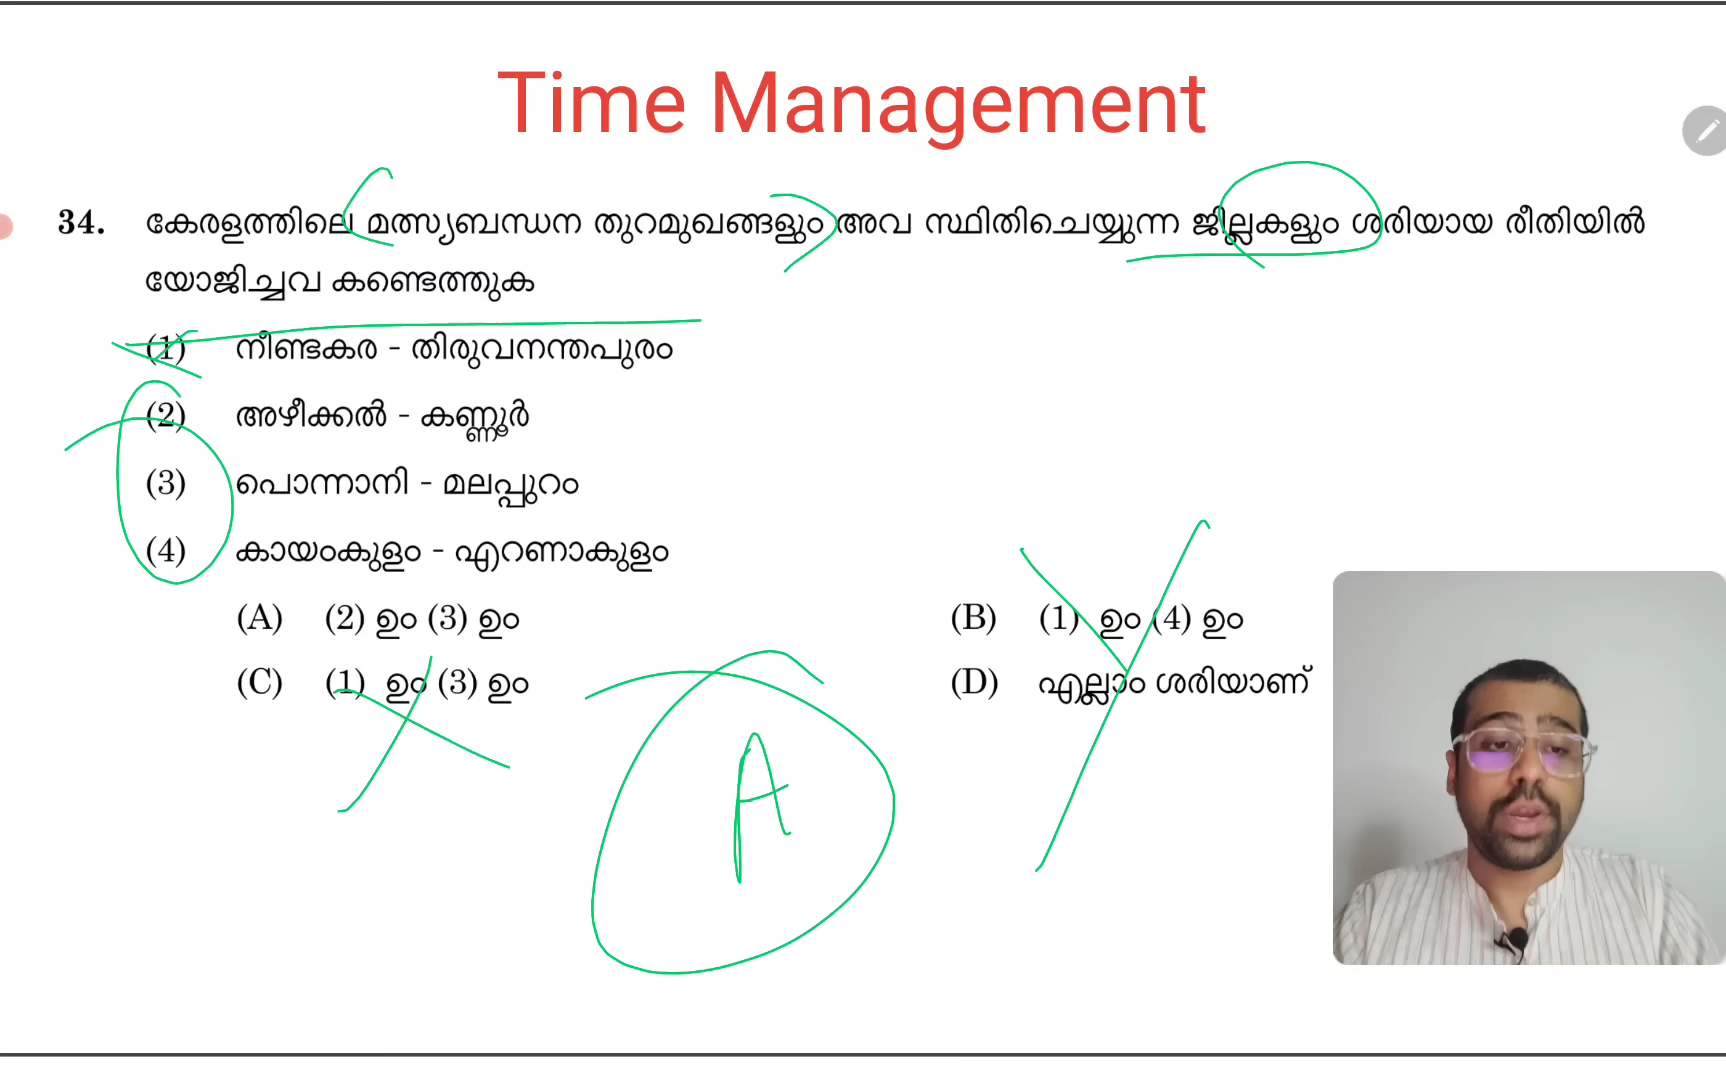 Time Management
34. കേരളത്തിലെ മത്സ്യബന്ധന തുറമുഖങ്ങളും അവ സ്ഥിതിചെയ്യുന്ന ജില്ലകളും ശരിയായ രീതിയിൽ
യോജിച്ചവ കണ്ടെത്തുക
(1) നീണ്ടകര - തിരുവനന്തപുരം
(2) അഴീക്കൽ - കണ്ണൂർ
(3) പൊന്നാനി - മലപ്പുറം
(4) കായംകുളം - എറണാകുളം
(A) (2) ഉം (3) ഉം (B) (1) ഉം (4) ഉം
(C) (1) ഉം (3) ഉം (D) എല്ലാം ശരിയാണ്
A